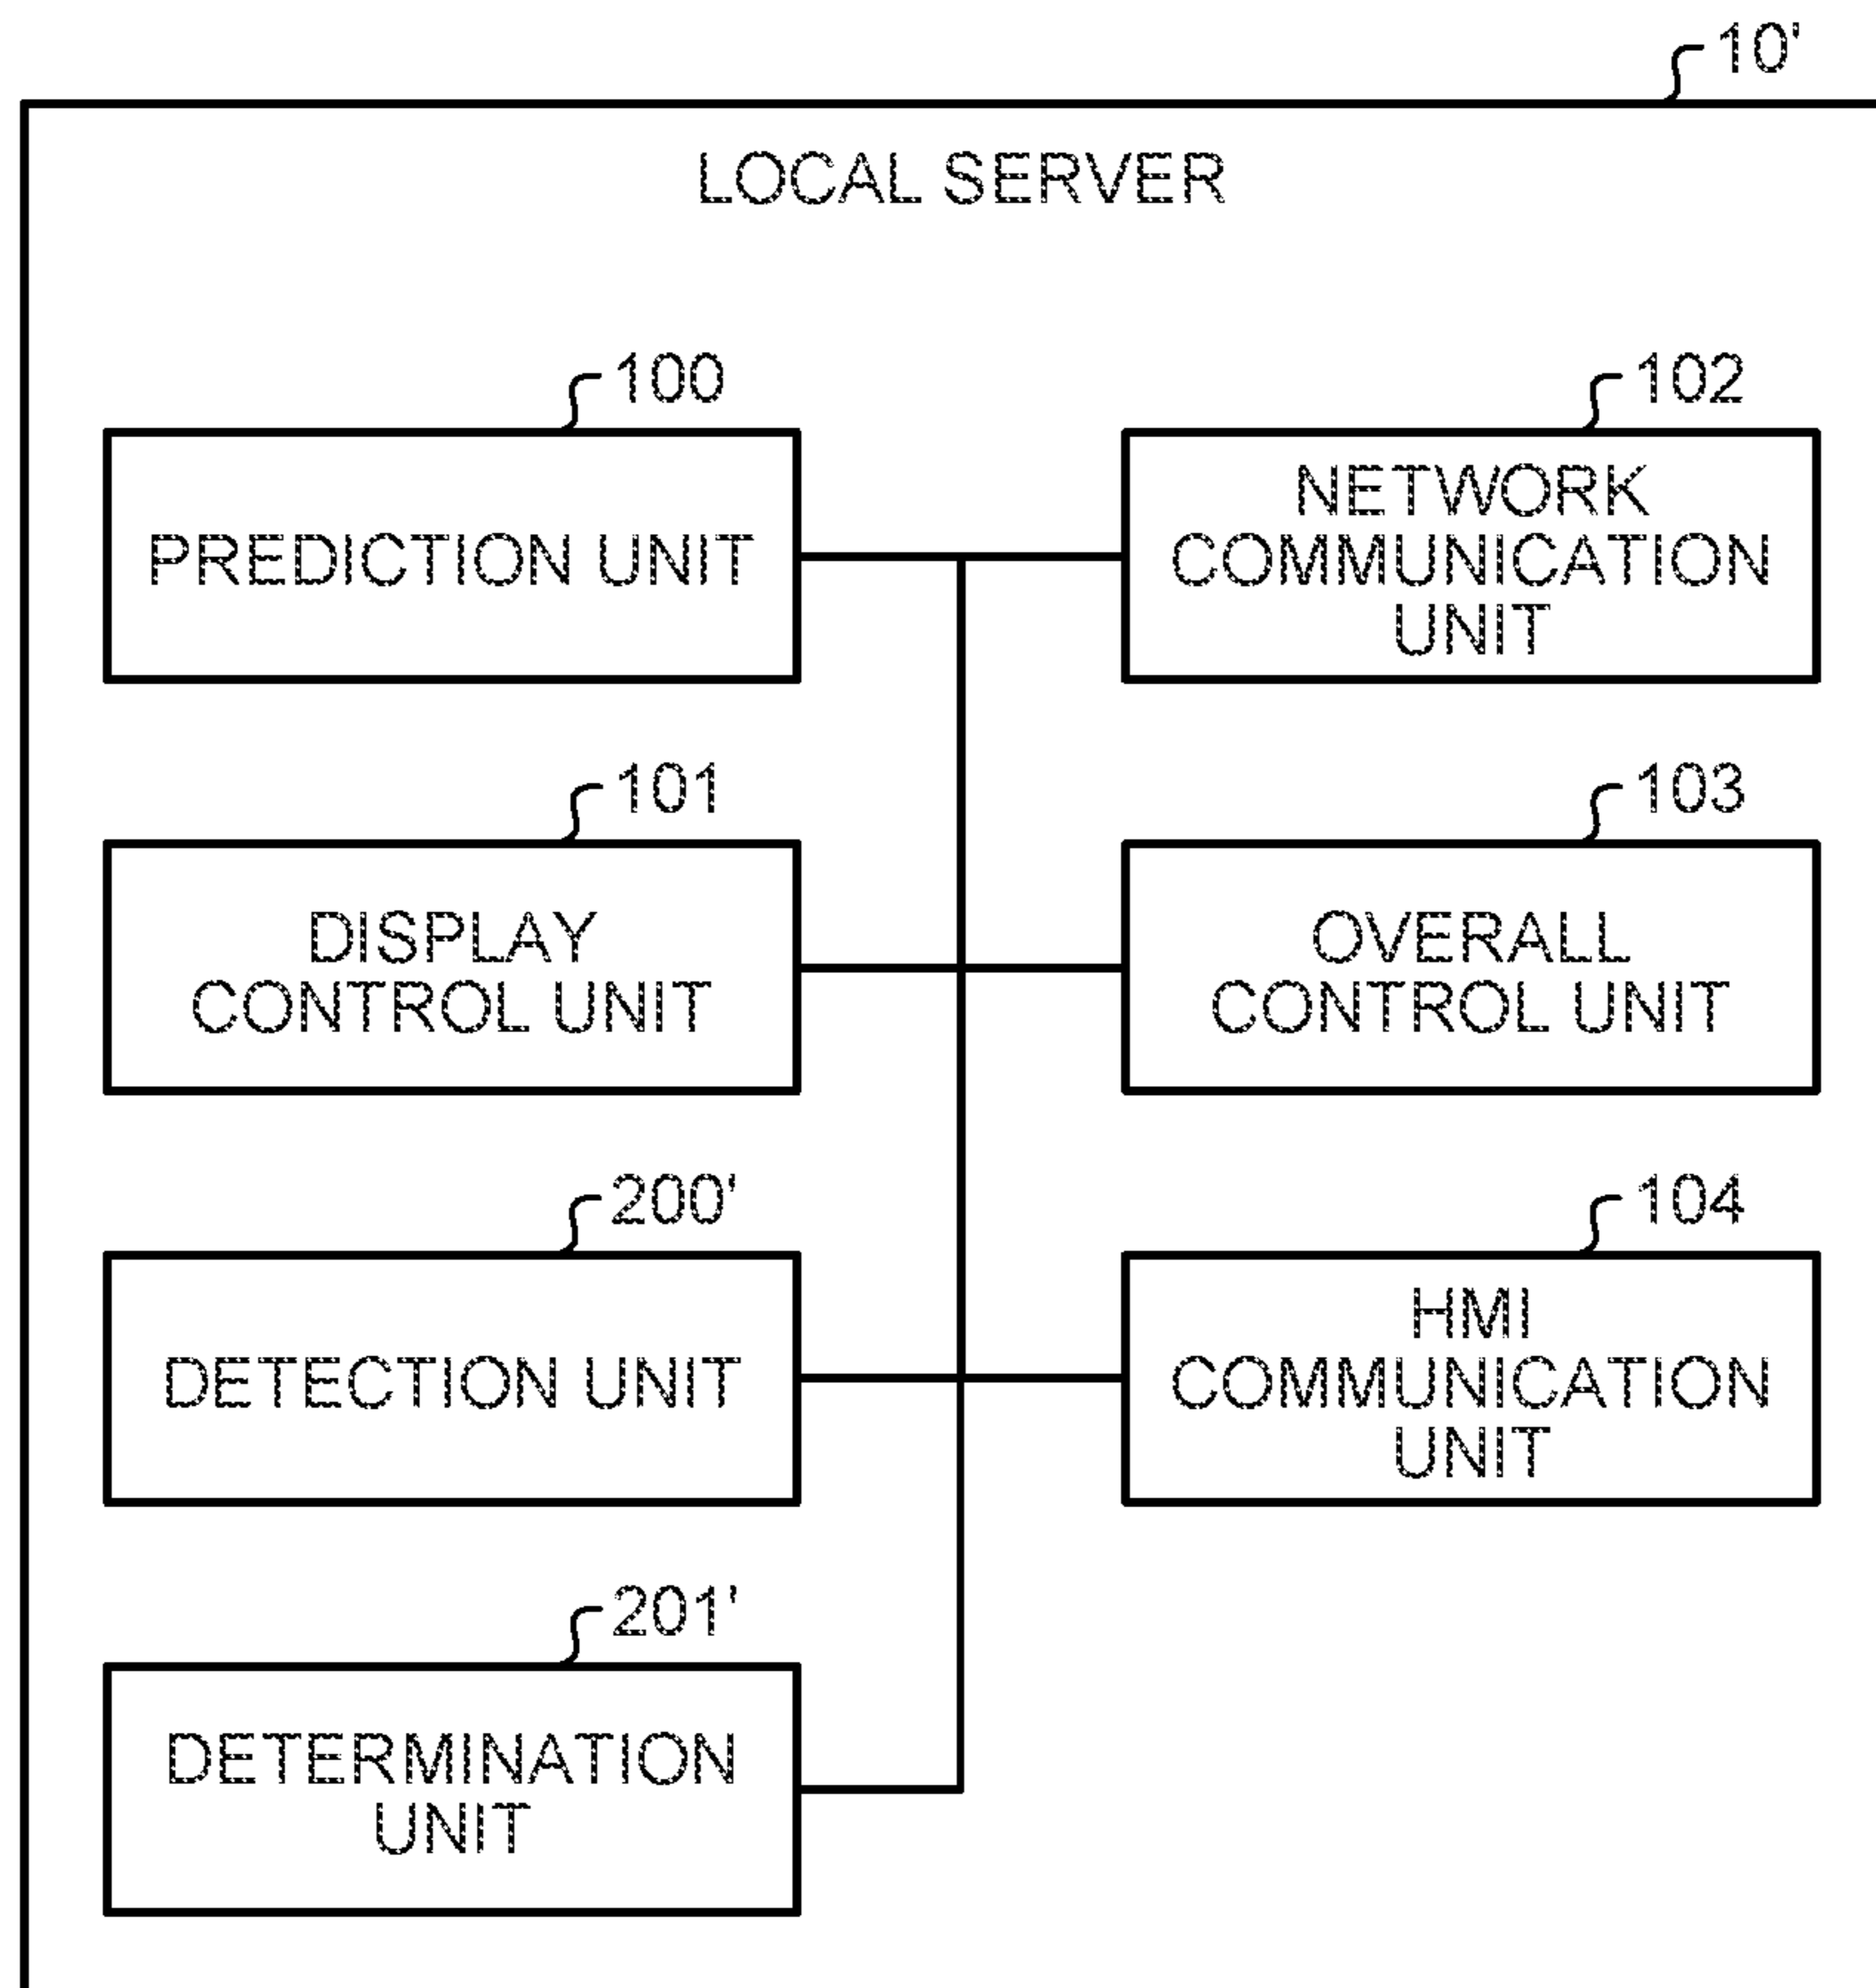 10'
LOCAL SERVER
100
PREDICTION UNIT
102
NETWORK
COMMUNICATION
UNIT
101
DISPLAY
CONTROL UNIT
103
OVERALL
CONTROL UNIT
200'
DETECTION UNIT
104
HMI
COMMUNICATION
UNIT
201'
DETERMINATION
UNIT